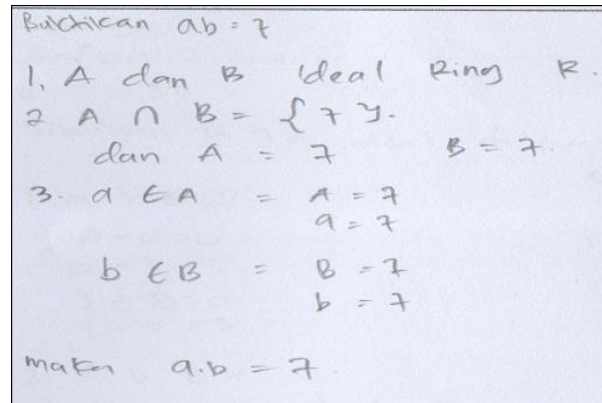 Buktikan ab = 7
1. A dan B Ideal Ring R.
2. A ∩ B = { 7 }.
dan A = 7 B = 7.
3. a ∈ A = A = 7
a = 7
b ∈ B = B = 7
b = 7
maka a.b = 7